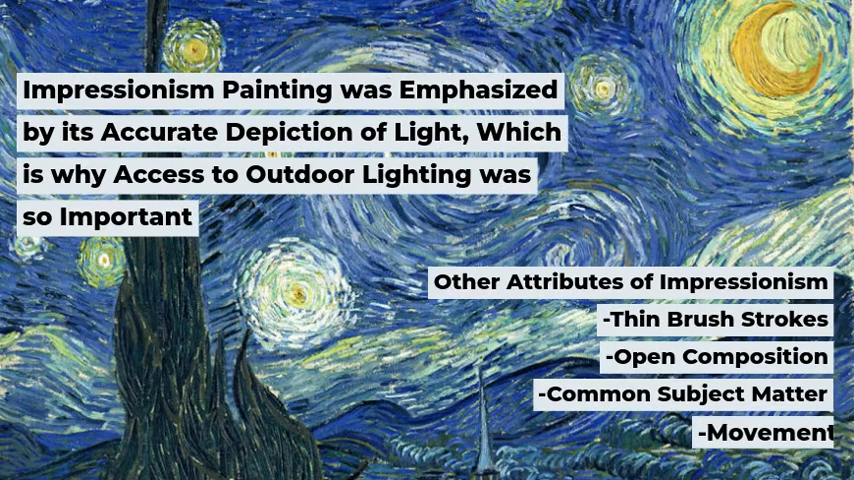 Impressionism Painting was Emphasized
by its Accurate Depiction of Light, Which
is why Access to Outdoor Lighting was
so Important
Other Attributes of Impressionism
-Thin Brush Strokes
-Open Composition
-Common Subject Matter
-Movement